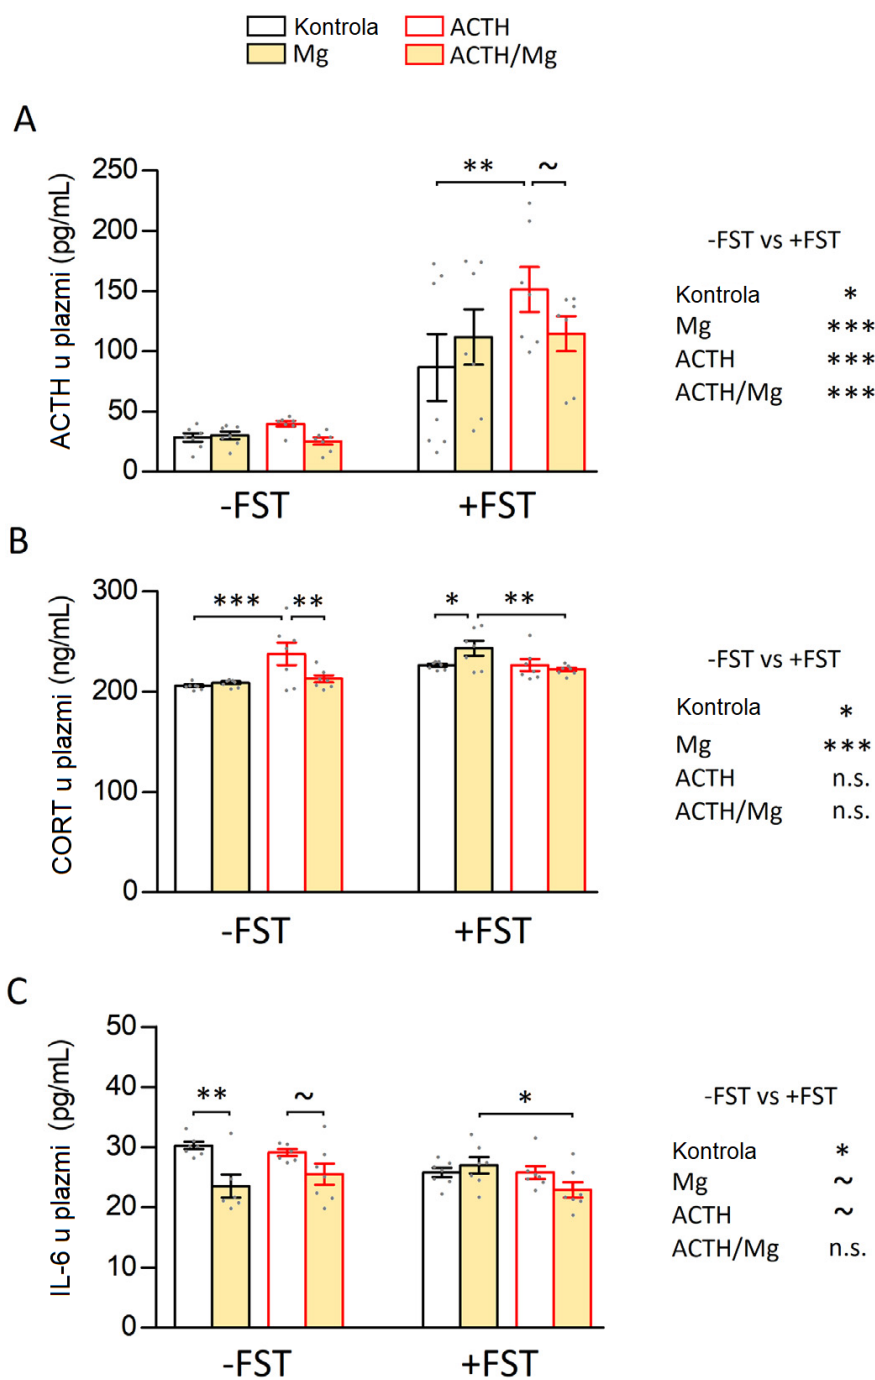 Kontrola ACTH
Mg ACTH/Mg
A
ACTH u plazmi (pg/mL)
250
200
150
100
50
0
** ~
-FST +FST
-FST vs +FST
Kontrola *
Mg ***
ACTH ***
ACTH/Mg ***
B
CORT u plazmi (ng/mL)
300
200
100
0
*** ** * **
-FST +FST
-FST vs +FST
Kontrola *
Mg ***
ACTH n.s.
ACTH/Mg n.s.
C
IL-6 u plazmi (pg/mL)
50
40
30
20
10
0
** ~ *
-FST +FST
-FST vs +FST
Kontrola *
Mg ~
ACTH ~
ACTH/Mg n.s.